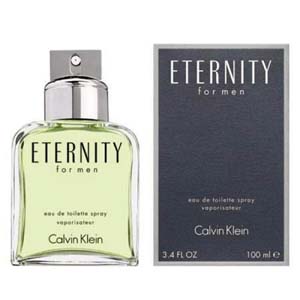 ETERNITY
for men
eau de toilette spray
vaporisateur
Calvin Klein
ETERNITY
for men
eau de toilette spray
vaporisateur
Calvin Klein
3.4 FL OZ 100 ml ℮